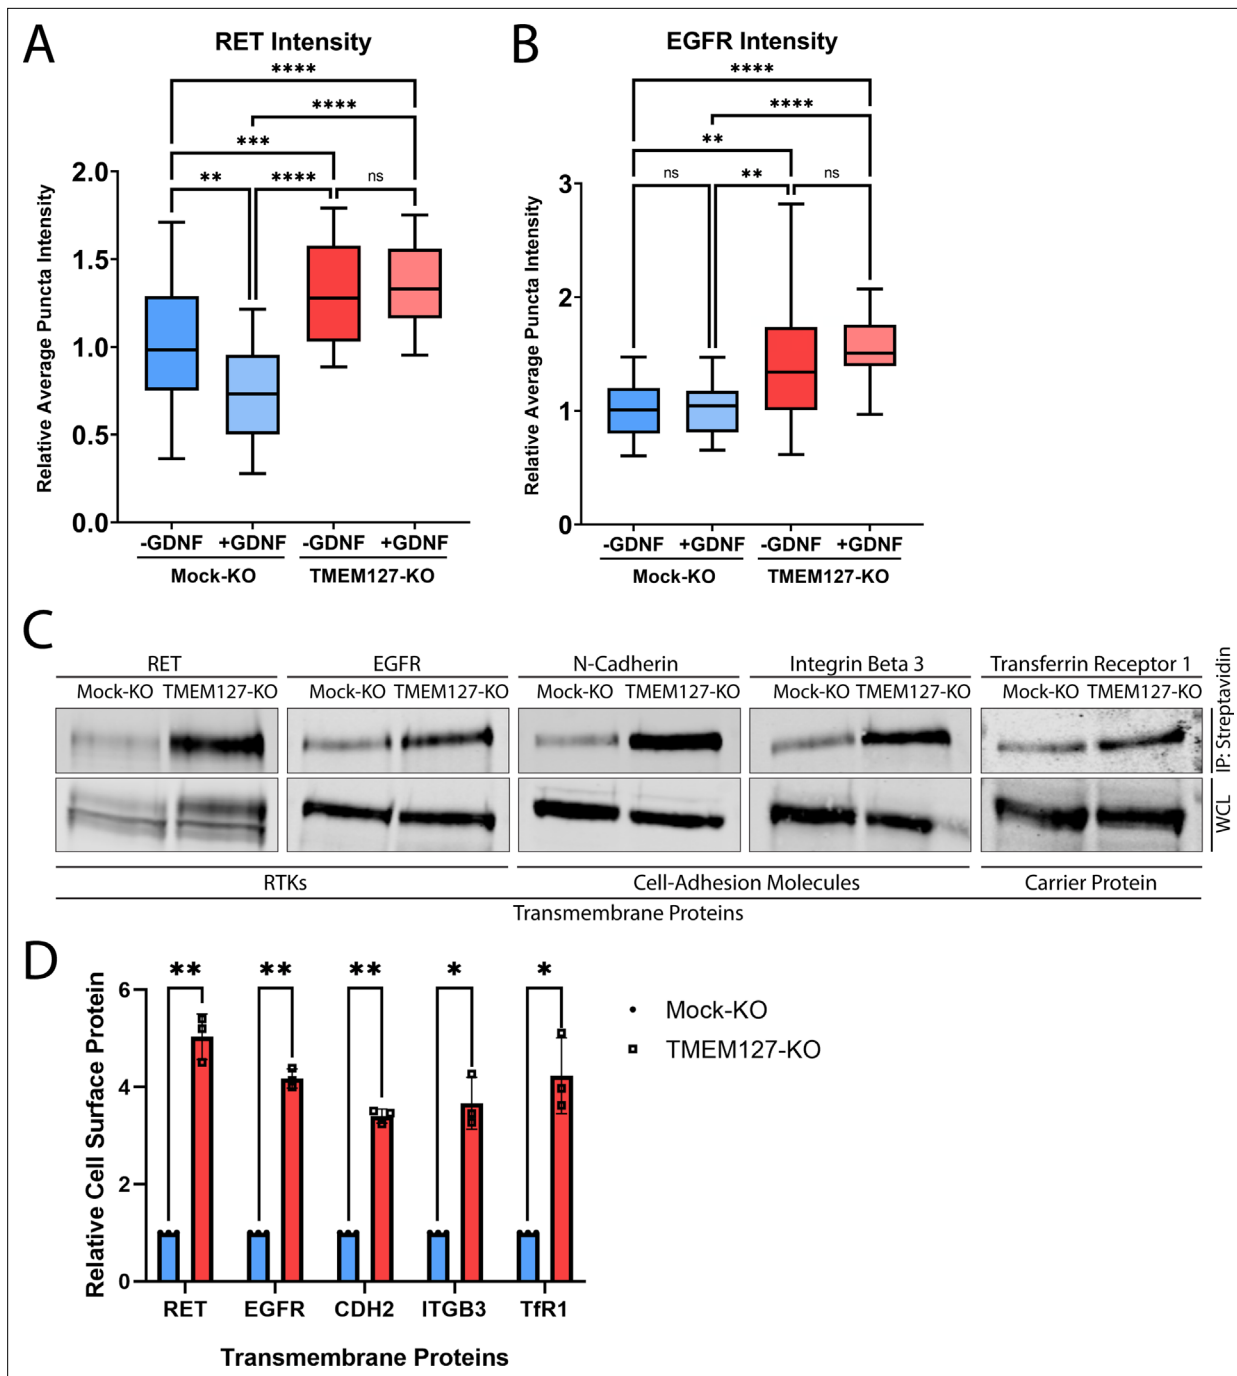 A
RET Intensity
****
****
***
**
****
ns
Relative Average Puncta Intensity
2.0
1.5
1.0
0.5
0.0
-GDNF +GDNF -GDNF +GDNF
Mock-KO TMEM127-KO
B
EGFR Intensity
****
****
**
ns
**
ns
Relative Average Puncta Intensity
3
2
1
0
-GDNF +GDNF -GDNF +GDNF
Mock-KO TMEM127-KO
C
RET EGFR N-Cadherin Integrin Beta 3 Transferrin Receptor 1
Mock-KO TMEM127-KO Mock-KO TMEM127-KO Mock-KO TMEM127-KO Mock-KO TMEM127-KO Mock-KO TMEM127-KO
IP: Streptavidin
WCL
RTKs Cell-Adhesion Molecules Carrier Protein
Transmembrane Proteins
D
** ** ** * *
Relative Cell Surface Protein
6
4
2
0
RET EGFR CDH2 ITGB3 TfR1
Transmembrane Proteins
Mock-KO
TMEM127-KO